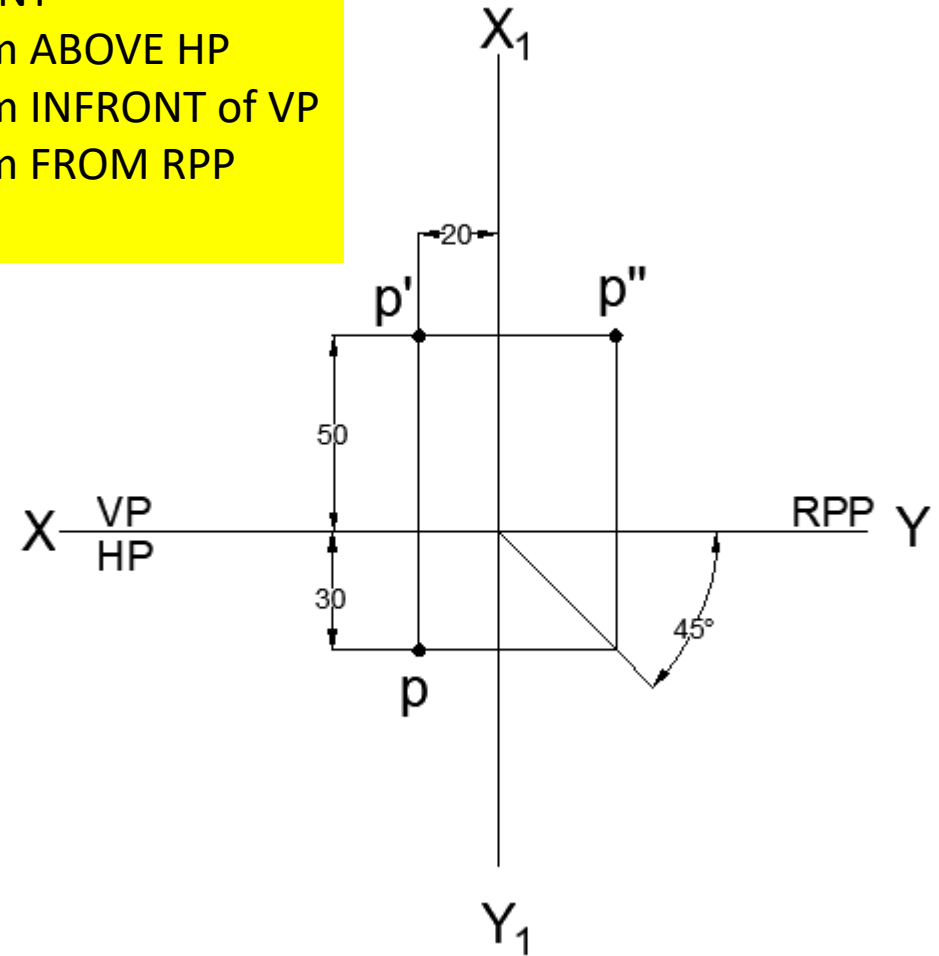 ABOVE HP
INFRONT of VP
FROM RPP
X1
20
p'
p"
50
X
VP
RPP
Y
HP
30
45°
p
Y1